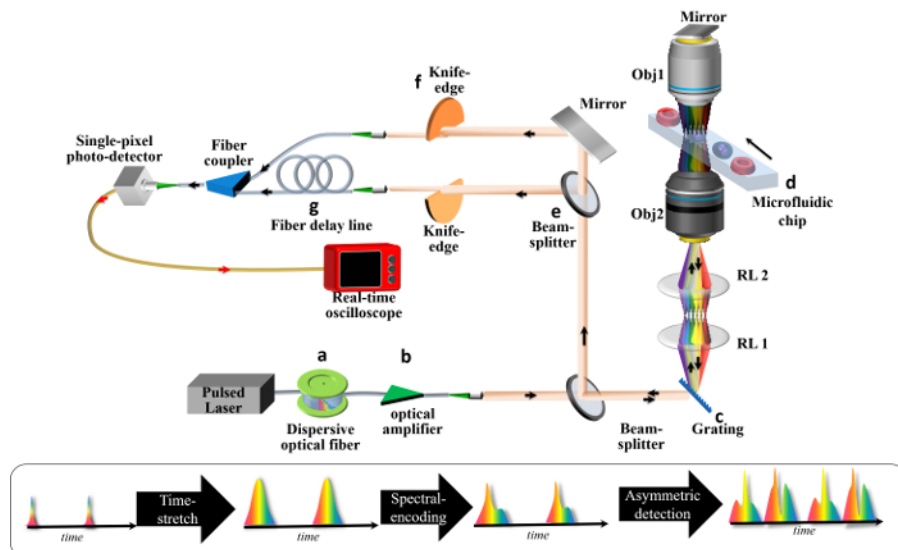 Mirror
Obj1
f
Knife-
edge
Mirror
Single-pixel
photo-detector
Fiber
coupler
d
Microfluidic
chip
g
Fiber delay line
Knife-
edge
e
Beam-
splitter
Obj2
RL 2
Real-time
oscilloscope
RL 1
a
b
Pulsed
Laser
Dispersive
optical fiber
optical
amplifier
Beam-
splitter
c
Grating
Time-
stretch
Spectral-
encoding
Asymmetric
detection
time
time
time
time